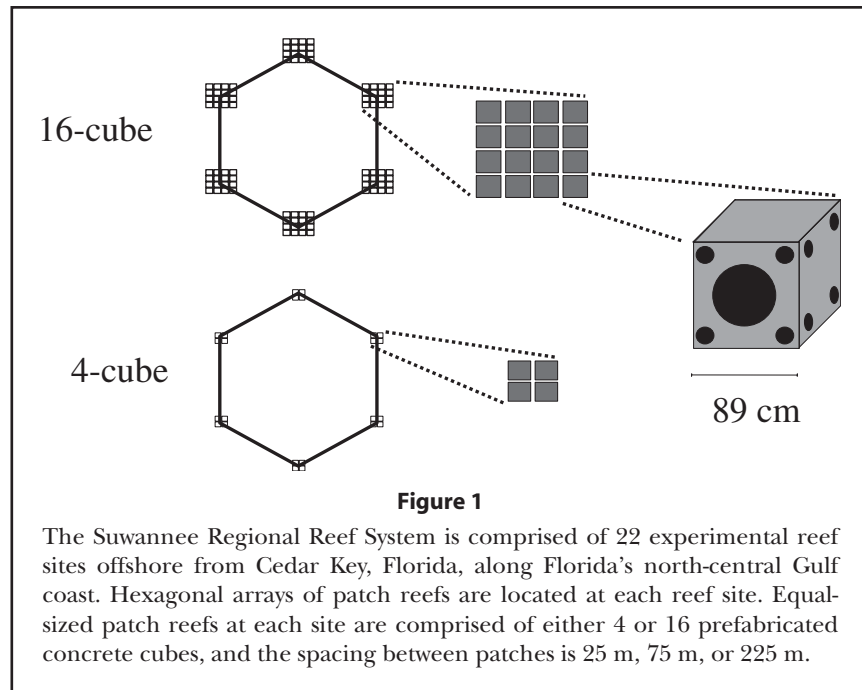 16-cube
4-cube
89 cm
Figure 1
The Suwannee Regional Reef System is comprised of 22 experimental reef
sites offshore from Cedar Key, Florida, along Florida’s north-central Gulf
coast. Hexagonal arrays of patch reefs are located at each reef site. Equal-
sized patch reefs at each site are comprised of either 4 or 16 prefabricated
concrete cubes, and the spacing between patches is 25 m, 75 m, or 225 m.